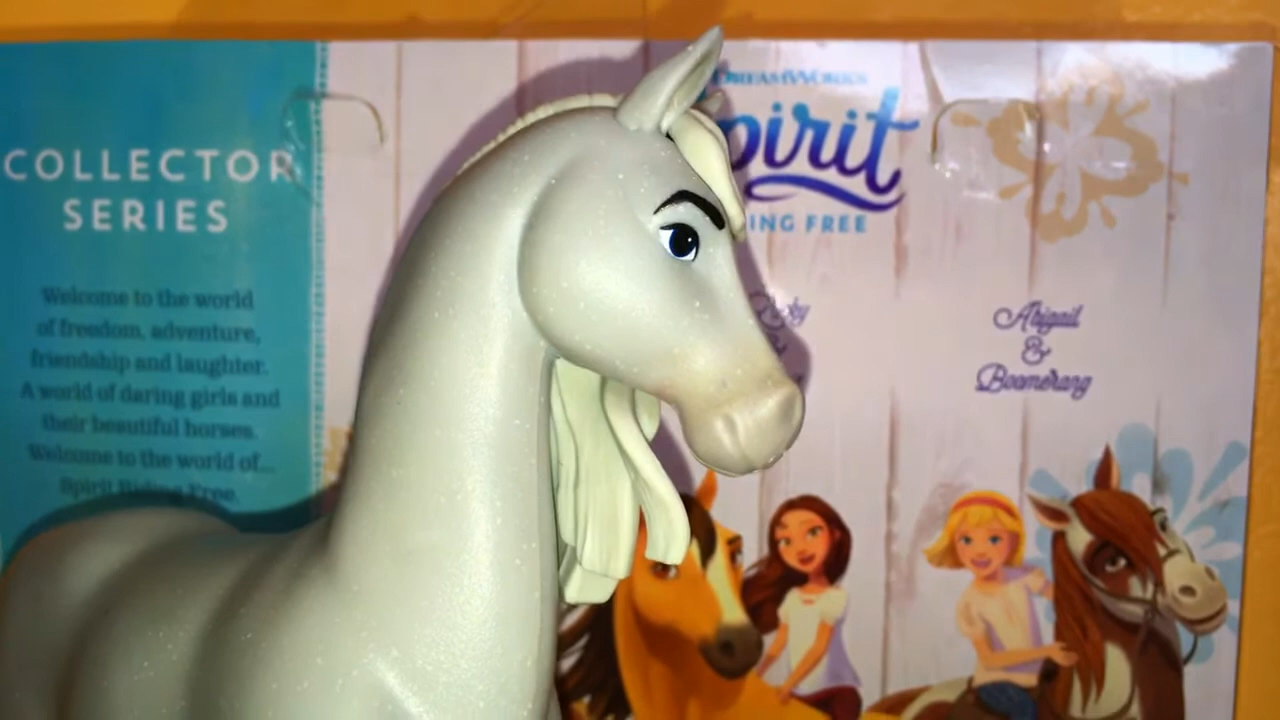 COLLECTOR
SERIES
Welcome to the world
of freedom, adventure,
friendship and laughter.
A world of daring girls and
their beautiful horses.
Welcome to the world of...
Spirit Riding Free.
DREAMWORKS
pirit
ING FREE
Abigail
&
Boomerang